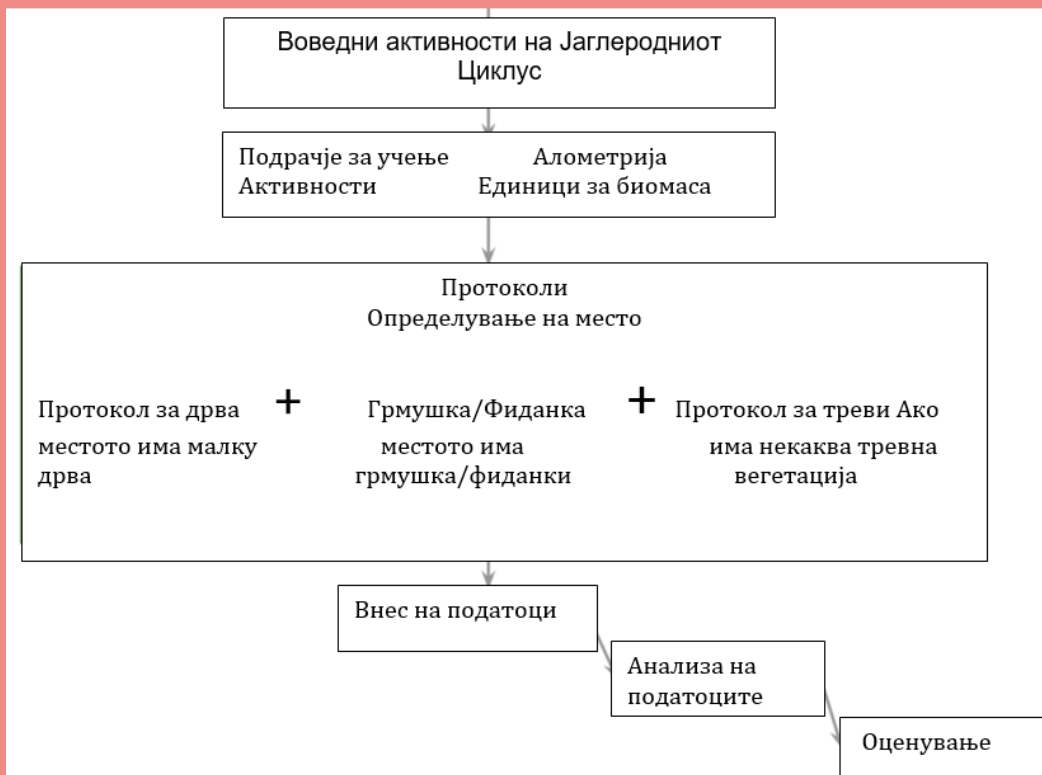 Воведни активности на Јаглеродниот
Циклус
Подрачје за учење Алометрија
Активности Единици за биомаса
Протоколи
Определување на место
Протокол за дрва + Грмушка/Фиданка + Протокол за треви Ако
местото има малку местото има има некаква тревна
дрва грмушка/фиданки вегетација
Внес на податоци
Анализа на
податоците
Оценување